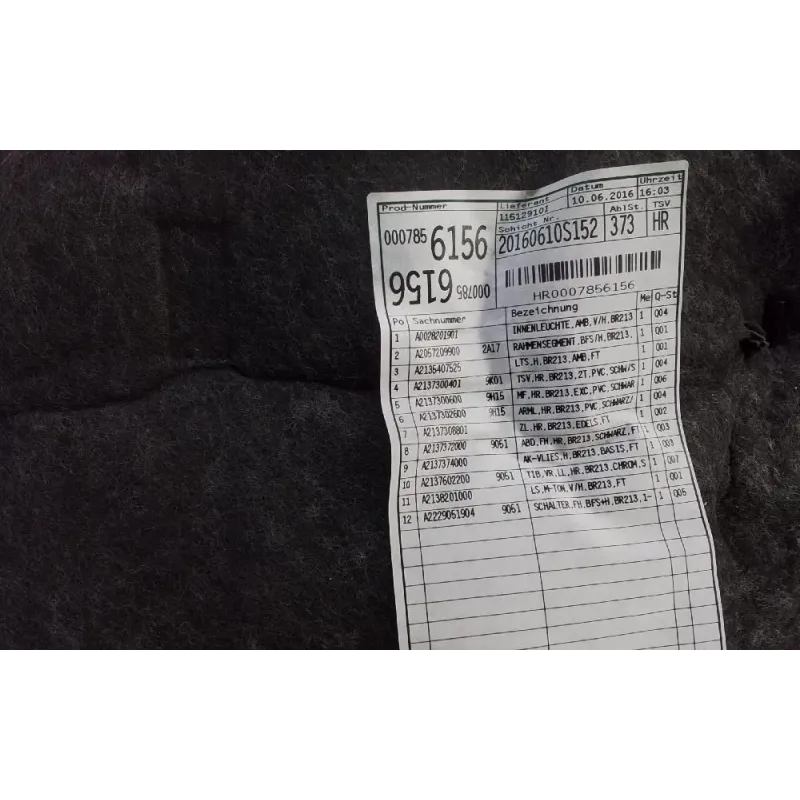 Prod-Nummer Lieferant Datum Uhrzeit
11612910I 10.06.2016 16:03
Schicht Nr. AblSt. TSV
0007856156 20160610S152 373 HR
0007856156
HR0007856156
Po Sachnummer Bezeichnung Me Q-St
1 A0028201901 INNENLEUCHTE,AMB,V/H,BR213 1 004
2 A2057209900 2A17 RAHMENSEGMENT,BFS/H,BR213, 1 001
3 A2136407525 LTS,H,BR213,AMB,FT 1 001
4 A2137300401 9K01 TSV,HR,BR213,2T,PVC,SCHW/S 1 004
5 A2137300600 9H15 MF,HR,BR213,EXC,PVC,SCHWAR 1 006
6 A2137302600 9H15 ARML,HR,BR213,PVC,SCHWARZ/ 1 004
7 A2137308801 ZL,HR,BR213,EDELS,FT 1 002
8 A2137372000 9051 ABD,FH,HR,BR213,SCHWARZ,FT 1 003
9 A2137374000 AK-VLIES,H,BR213,BASIS,FT 1 003
10 A2137602200 9051 TIB,VR,LL,HR,BR213,CHROM,S 1 007
11 A2138201000 LS,M-TON,V/H,BR213,FT 1 001
12 A2229051904 9051 SCHALTER,FH,BFS+H,BR213,1- 1 005